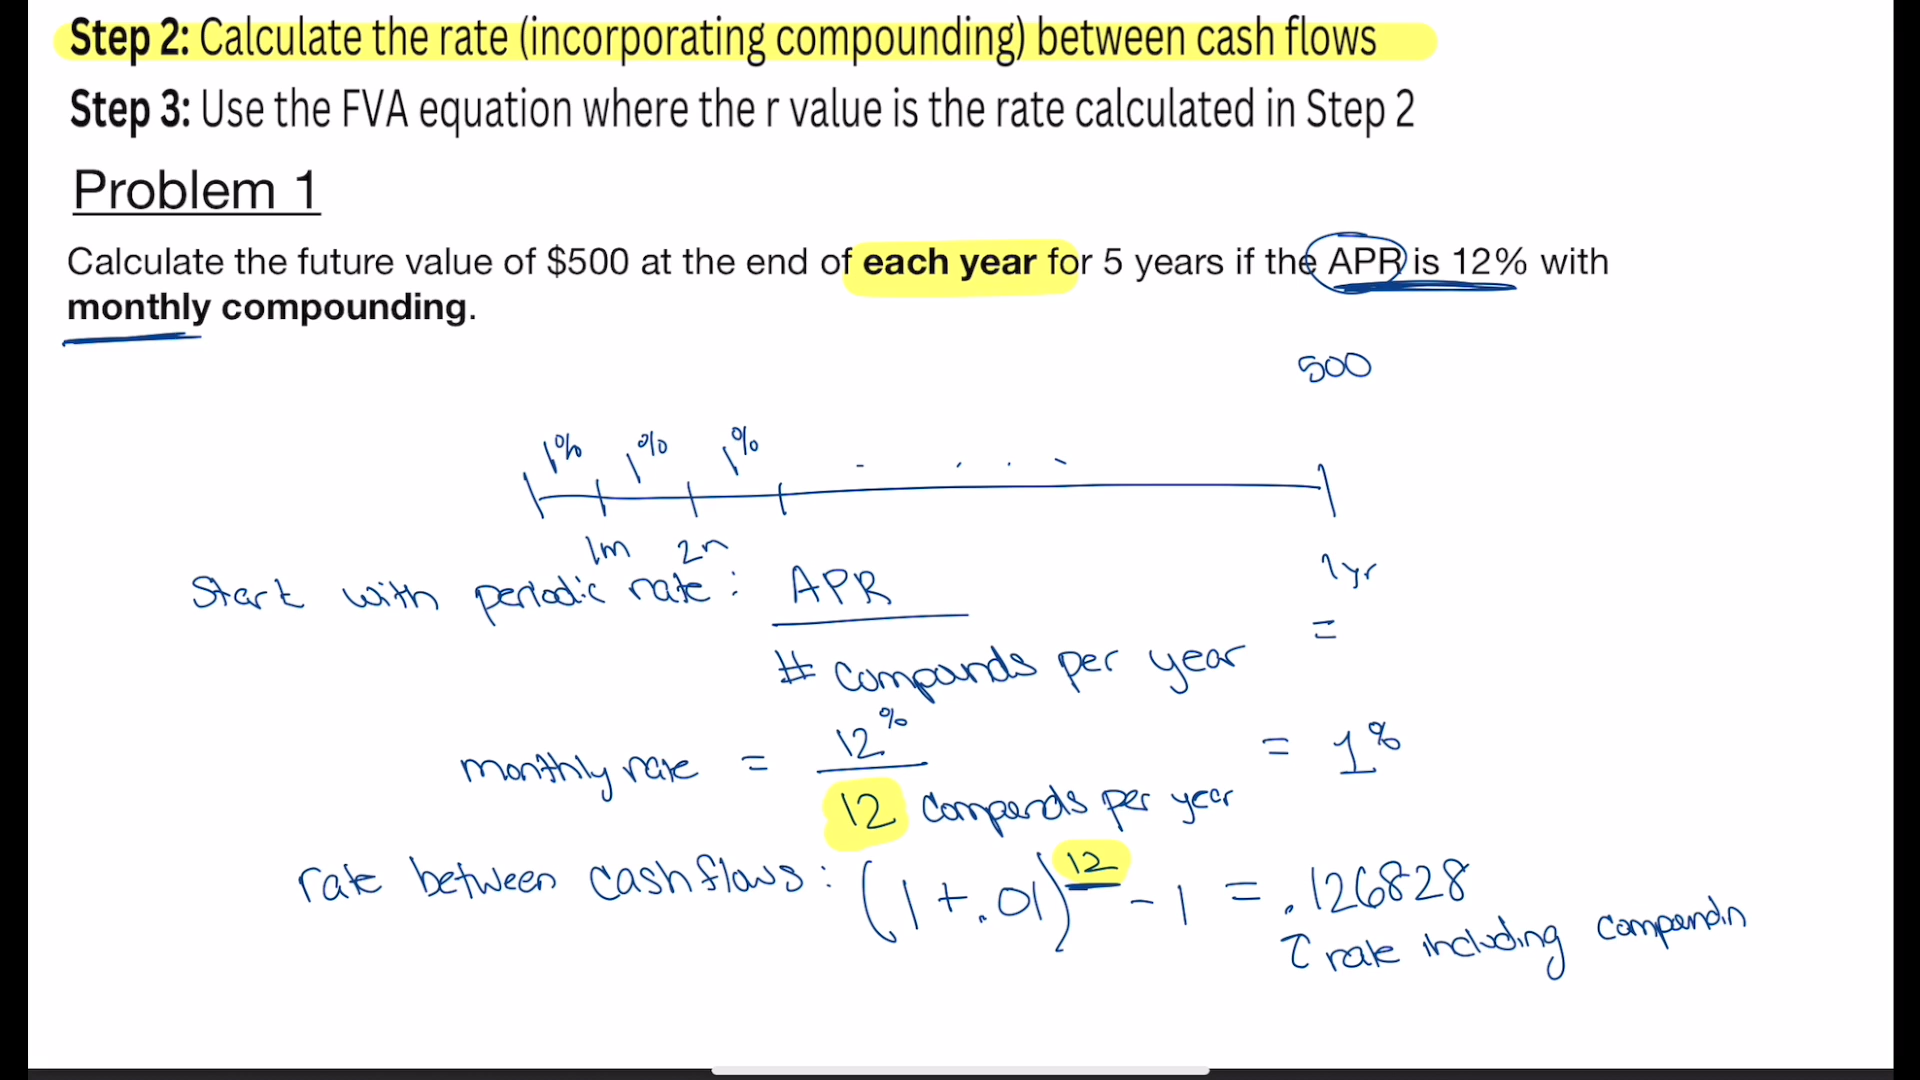 Step 2: Calculate the rate (incorporating compounding) between cash flows
Step 3: Use the FVA equation where the r value is the rate calculated in Step 2
Problem 1
Calculate the future value of $500 at the end of each year for 5 years if the APR is 12% with
monthly compounding.
500
1% 1% 1% . . . .
1m 2m 1yr
Start with periodic rate: APR
=
# compounds per year
monthly rate = 12% = 1%
12 compounds per year
rate between cashflows: (1+.01)^12 - 1 = .126828
rate including compoundin